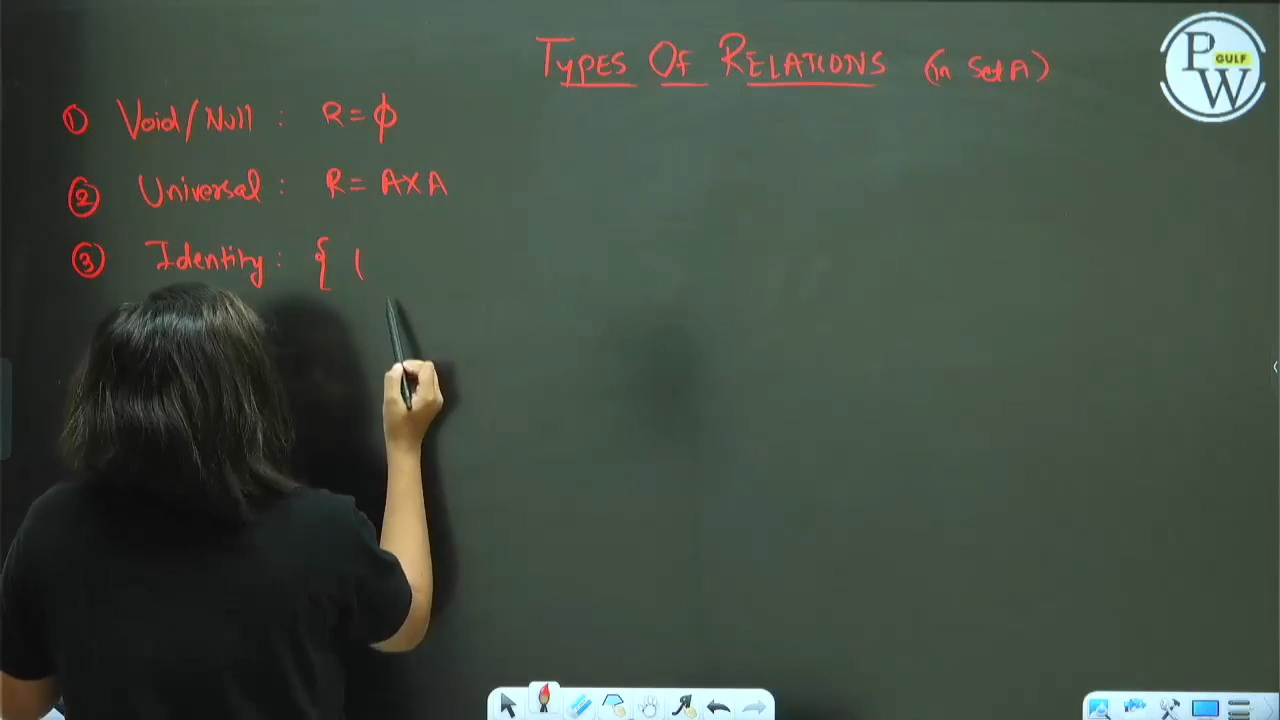 TYPES OF RELATIONS (in Set A)
PW GULF
① Void/Null : R = ϕ
② Universal : R = A×A
③ Identity : { (